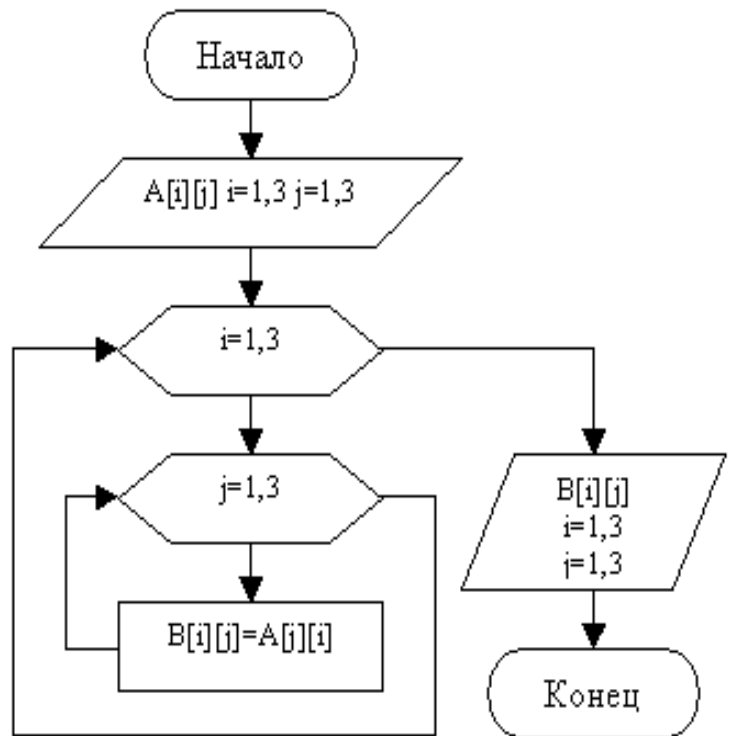 Начало
A[i][j] i=1,3 j=1,3
i=1,3
j=1,3
B[i][j]=A[j][i]
B[i][j]
i=1,3
j=1,3
Конец